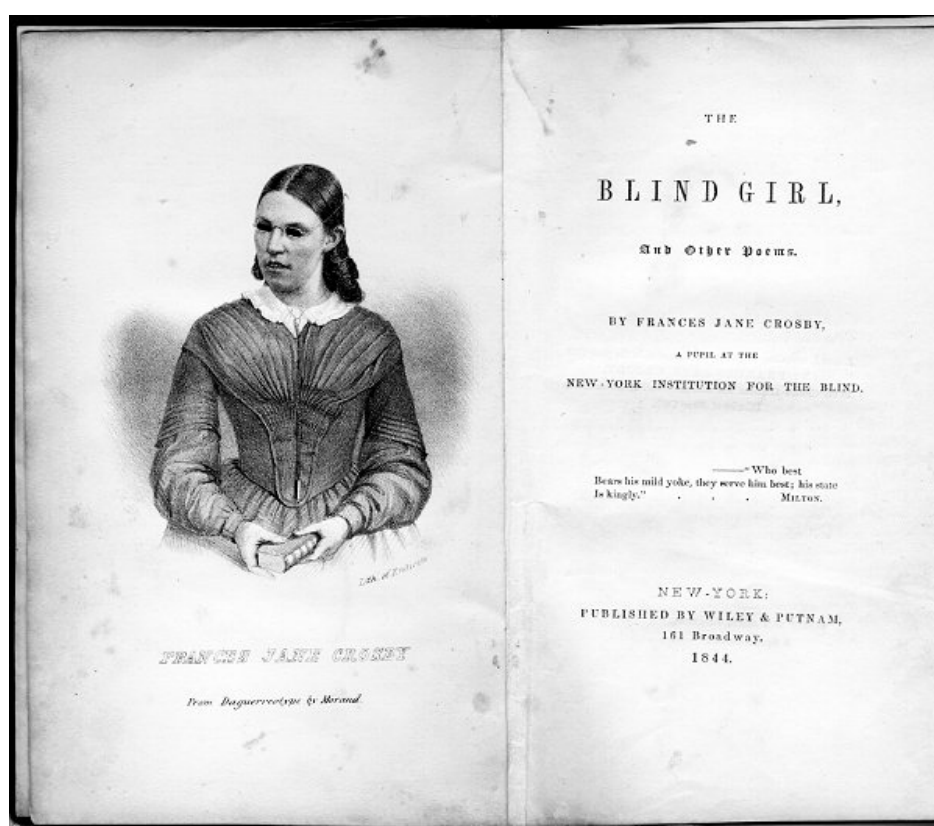 Lith. of
FRANCES JANE CROSBY
From Daguerreotype by Morand.
THE
BLIND GIRL,
And Other Poems.
BY FRANCES JANE CROSBY,
A PUPIL AT THE
NEW-YORK INSTITUTION FOR THE BLIND.
——"Who best
Bears his mild yoke, they serve him best; his state
Is kingly." . . . MILTON.
NEW-YORK:
PUBLISHED BY WILEY & PUTNAM,
161 Broadway.
1844.